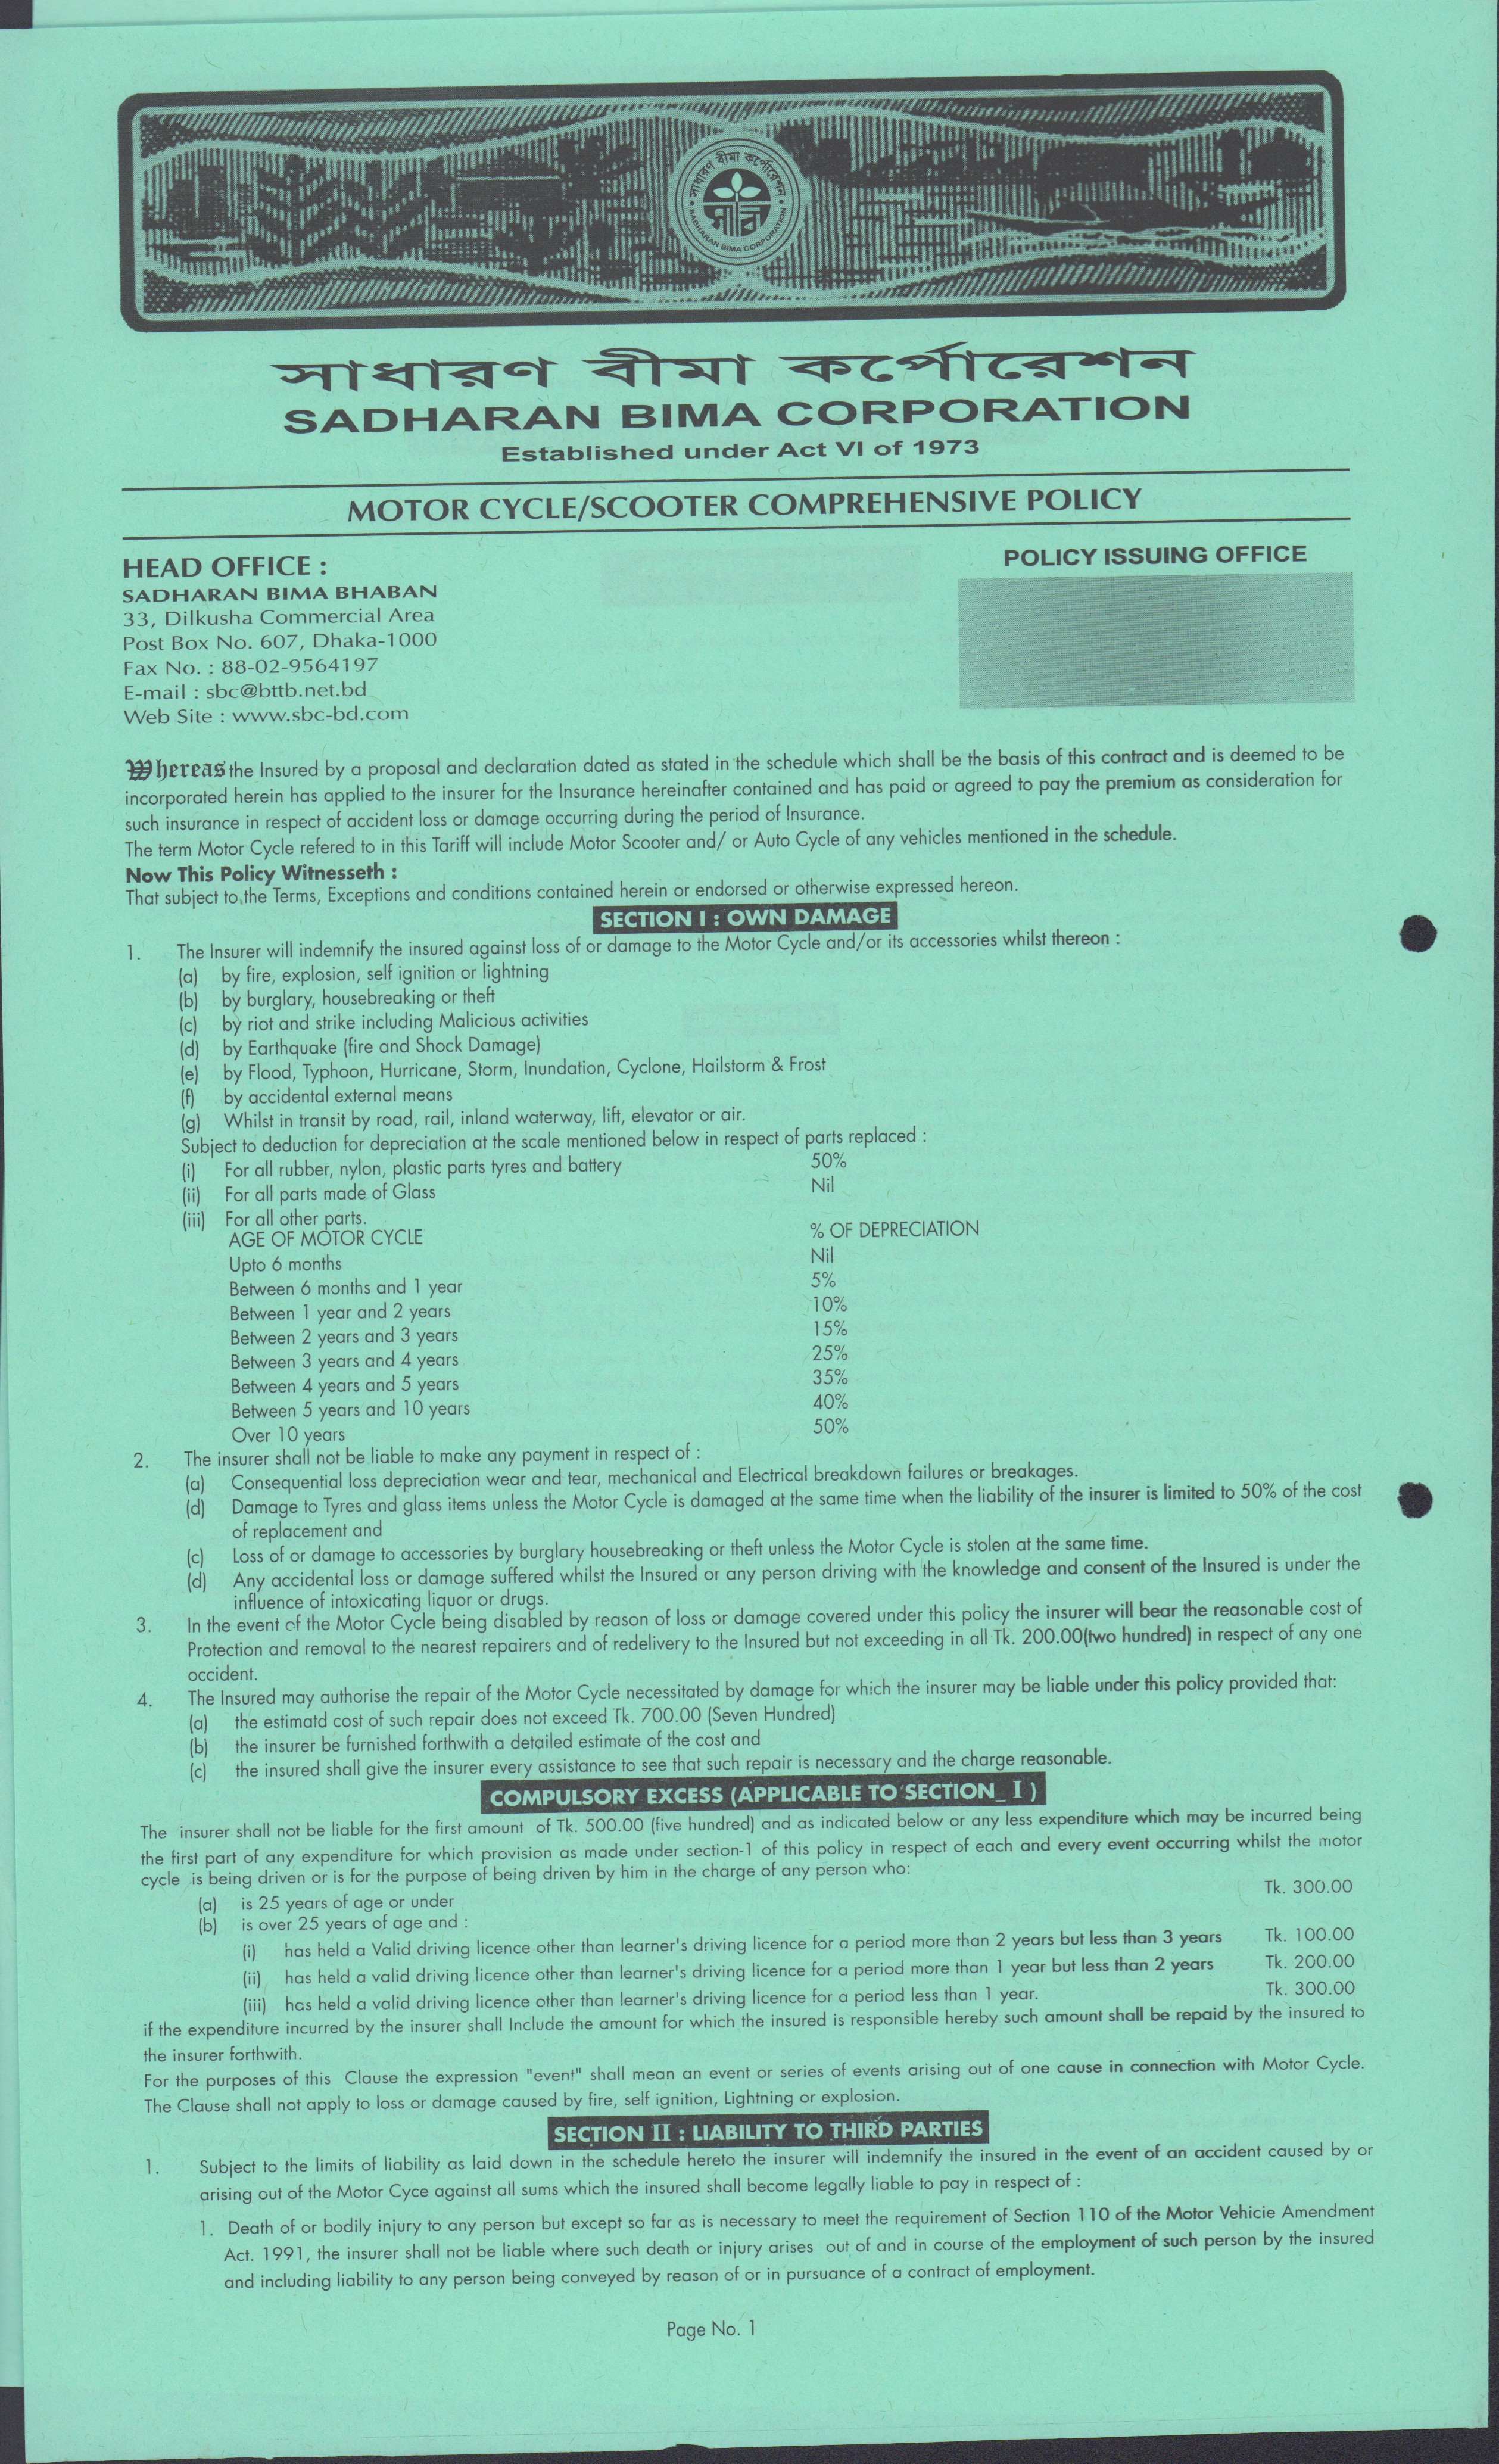 সাধারণ বীমা কর্পোরেশন
সাবি
SADHARAN BIMA CORPORATION
সাধারণ বীমা কর্পোরেশন
SADHARAN BIMA CORPORATION
Established under Act VI of 1973
MOTOR CYCLE/SCOOTER COMPREHENSIVE POLICY
HEAD OFFICE :
SADHARAN BIMA BHABAN
33, Dilkusha Commercial Area
Post Box No. 607, Dhaka-1000
Fax No. : 88-02-9564197
E-mail : sbc@bttb.net.bd
Web Site : www.sbc-bd.com
POLICY ISSUING OFFICE
Whereas the Insured by a proposal and declaration dated as stated in the schedule which shall be the basis of this contract and is deemed to be
incorporated herein has applied to the insurer for the Insurance hereinafter contained and has paid or agreed to pay the premium as consideration for
such insurance in respect of accident loss or damage occurring during the period of Insurance.
The term Motor Cycle refered to in this Tariff will include Motor Scooter and/ or Auto Cycle of any vehicles mentioned in the schedule.
Now This Policy Witnesseth :
That subject to the Terms, Exceptions and conditions contained herein or endorsed or otherwise expressed hereon.
SECTION I : OWN DAMAGE
1. The Insurer will indemnify the insured against loss of or damage to the Motor Cycle and/or its accessories whilst thereon :
(a) by fire, explosion, self ignition or lightning
(b) by burglary, housebreaking or theft
(c) by riot and strike including Malicious activities
(d) by Earthquake (fire and Shock Damage)
(e) by Flood, Typhoon, Hurricane, Storm, Inundation, Cyclone, Hailstorm & Frost
(f) by accidental external means
(g) Whilst in transit by road, rail, inland waterway, lift, elevator or air.
Subject to deduction for depreciation at the scale mentioned below in respect of parts replaced :
(i) For all rubber, nylon, plastic parts tyres and battery 50%
(ii) For all parts made of Glass Nil
(iii) For all other parts.
AGE OF MOTOR CYCLE % OF DEPRECIATION
Upto 6 months Nil
Between 6 months and 1 year 5%
Between 1 year and 2 years 10%
Between 2 years and 3 years 15%
Between 3 years and 4 years 25%
Between 4 years and 5 years 35%
Between 5 years and 10 years 40%
Over 10 years 50%
2. The insurer shall not be liable to make any payment in respect of :
(a) Consequential loss depreciation wear and tear, mechanical and Electrical breakdown failures or breakages.
(d) Damage to Tyres and glass items unless the Motor Cycle is damaged at the same time when the liability of the insurer is limited to 50% of the cost
of replacement and
(c) Loss of or damage to accessories by burglary housebreaking or theft unless the Motor Cycle is stolen at the same time.
(d) Any accidental loss or damage suffered whilst the Insured or any person driving with the knowledge and consent of the Insured is under the
influence of intoxicating liquor or drugs.
3. In the event of the Motor Cycle being disabled by reason of loss or damage covered under this policy the insurer will bear the reasonable cost of
Protection and removal to the nearest repairers and of redelivery to the Insured but not exceeding in all Tk. 200.00(two hundred) in respect of any one
occident.
4. The Insured may authorise the repair of the Motor Cycle necessitated by damage for which the insurer may be liable under this policy provided that:
(a) the estimatd cost of such repair does not exceed Tk. 700.00 (Seven Hundred)
(b) the insurer be furnished forthwith a detailed estimate of the cost and
(c) the insured shall give the insurer every assistance to see that such repair is necessary and the charge reasonable.
COMPULSORY EXCESS (APPLICABLE TO SECTION_ I )
The insurer shall not be liable for the first amount of Tk. 500.00 (five hundred) and as indicated below or any less expenditure which may be incurred being
the first part of any expenditure for which provision as made under section-1 of this policy in respect of each and every event occurring whilst the motor
cycle is being driven or is for the purpose of being driven by him in the charge of any person who:
(a) is 25 years of age or under Tk. 300.00
(b) is over 25 years of age and :
(i) has held a Valid driving licence other than learner's driving licence for a period more than 2 years but less than 3 years Tk. 100.00
(ii) has held a valid driving licence other than learner's driving licence for a period more than 1 year but less than 2 years Tk. 200.00
(iii) has held a valid driving licence other than learner's driving licence for a period less than 1 year. Tk. 300.00
if the expenditure incurred by the insurer shall Include the amount for which the insured is responsible hereby such amount shall be repaid by the insured to
the insurer forthwith.
For the purposes of this Clause the expression "event" shall mean an event or series of events arising out of one cause in connection with Motor Cycle.
The Clause shall not apply to loss or damage caused by fire, self ignition, Lightning or explosion.
SECTION II : LIABILITY TO THIRD PARTIES
1. Subject to the limits of liability as laid down in the schedule hereto the insurer will indemnify the insured in the event of an accident caused by or
arising out of the Motor Cyce against all sums which the insured shall become legally liable to pay in respect of :
1. Death of or bodily injury to any person but except so far as is necessary to meet the requirement of Section 110 of the Motor Vehicie Amendment
Act. 1991, the insurer shall not be liable where such death or injury arises out of and in course of the employment of such person by the insured
and including liability to any person being conveyed by reason of or in pursuance of a contract of employment.
Page No. 1